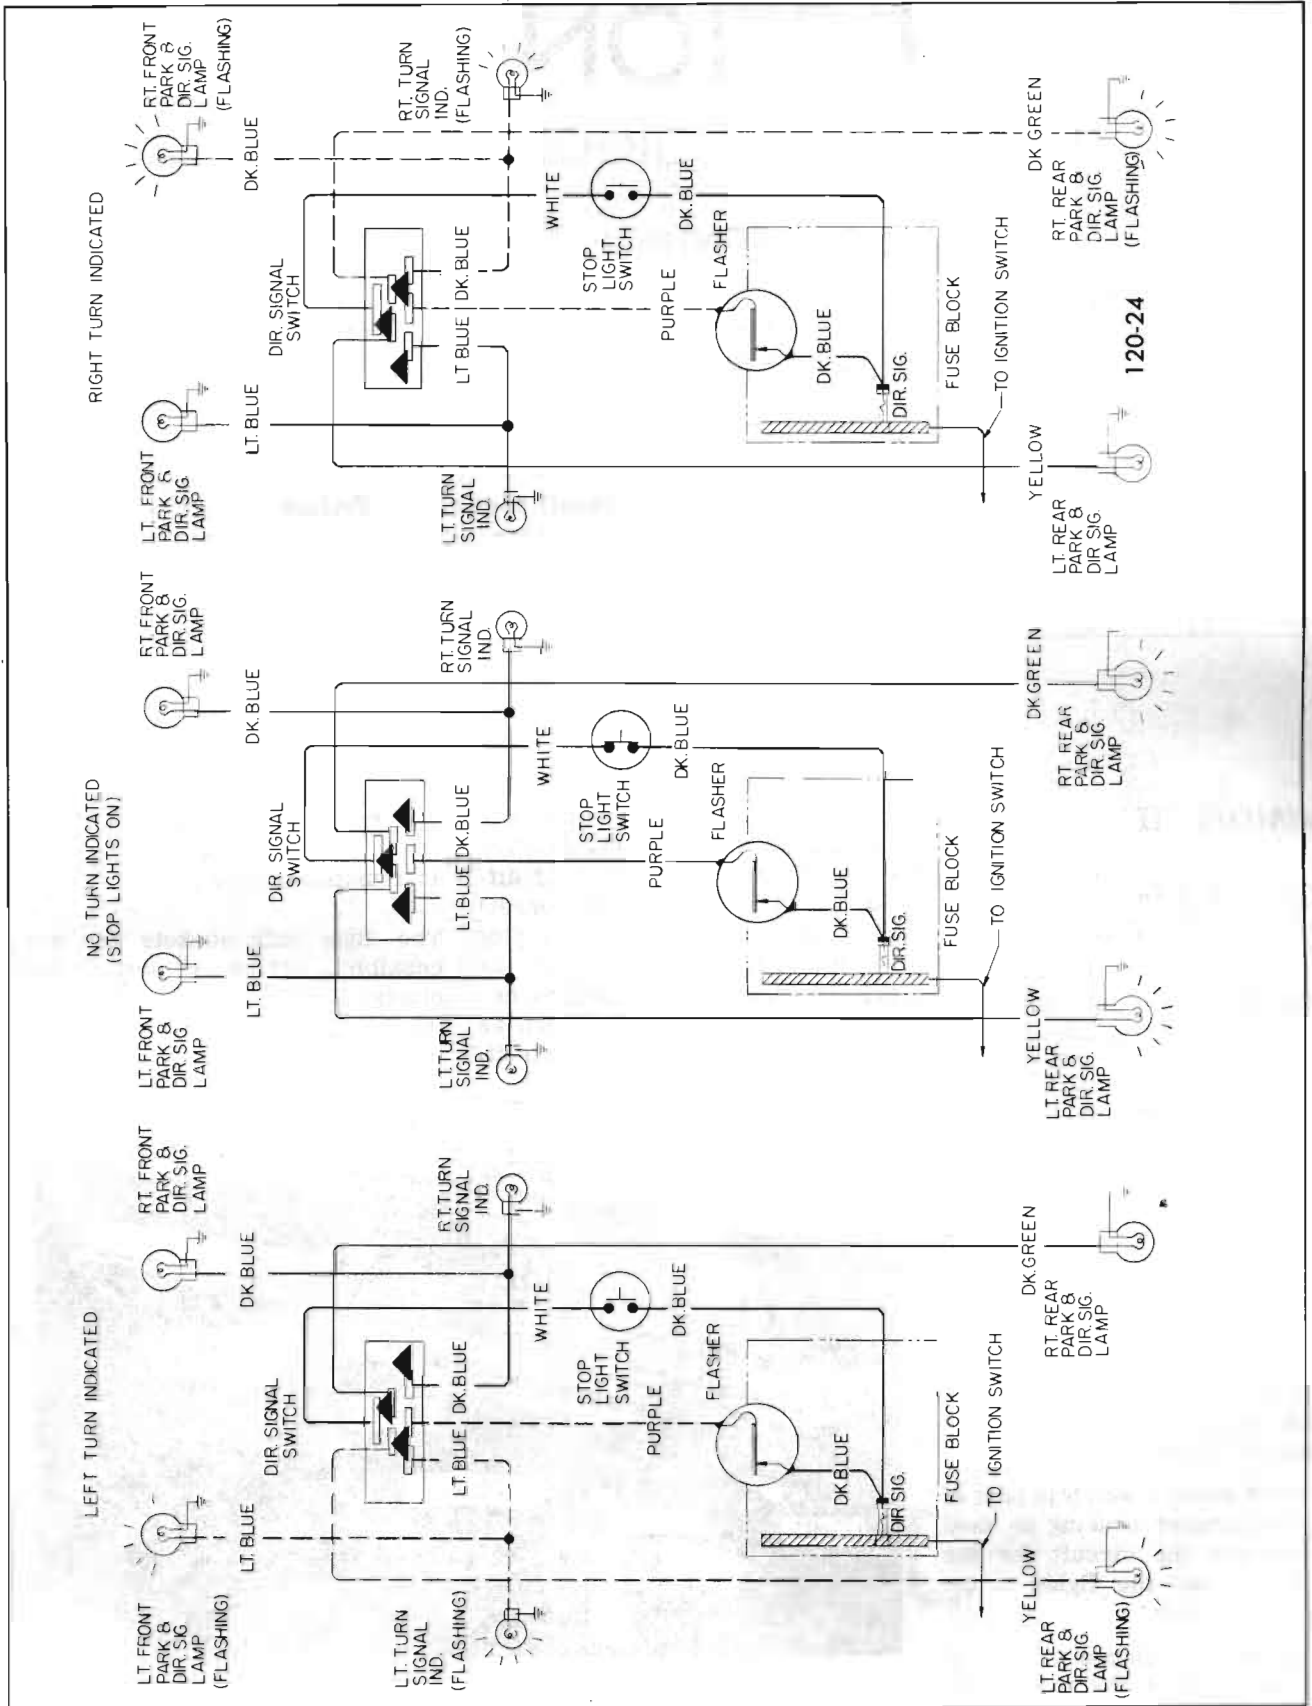 LEFT TURN INDICATED
LT. FRONT
PARK &
DIR. SIG.
LAMP
(FLASHING)
LT. BLUE
RT. FRONT
PARK &
DIR. SIG.
LAMP
DK. BLUE
DIR. SIGNAL
SWITCH
LT. TURN
SIGNAL
IND.
(FLASHING)
LT. BLUE
DK. BLUE
RT. TURN
SIGNAL
IND.
WHITE
STOP
LIGHT
SWITCH
DK. BLUE
PURPLE
FLASHER
DK. BLUE
DIR. SIG.
FUSE BLOCK
TO IGNITION SWITCH
YELLOW
LT. REAR
PARK &
DIR. SIG.
LAMP
(FLASHING)
DK. GREEN
RT. REAR
PARK &
DIR. SIG.
LAMP
NO TURN INDICATED
(STOP LIGHTS ON)
LT. FRONT
PARK &
DIR. SIG
LAMP
LT. BLUE
RT. FRONT
PARK &
DIR. SIG.
LAMP
DK. BLUE
DIR. SIGNAL
SWITCH
LT. TURN
SIGNAL
IND.
LT. BLUE
DK. BLUE
RT. TURN
SIGNAL
IND.
WHITE
STOP
LIGHT
SWITCH
DK. BLUE
PURPLE
FLASHER
DK. BLUE
DIR. SIG.
FUSE BLOCK
TO IGNITION SWITCH
YELLOW
LT. REAR
PARK &
DIR. SIG.
LAMP
DK. GREEN
RT. REAR
PARK &
DIR. SIG.
LAMP
RIGHT TURN INDICATED
LT. FRONT
PARK &
DIR. SIG.
LAMP
LT. BLUE
RT. FRONT
PARK &
DIR. SIG.
LAMP
(FLASHING)
DK. BLUE
DIR. SIGNAL
SWITCH
LT. TURN
SIGNAL
IND.
LT BLUE
DK. BLUE
RT. TURN
SIGNAL
IND.
(FLASHING)
WHITE
STOP
LIGHT
SWITCH
DK. BLUE
PURPLE
FLASHER
DK. BLUE
DIR. SIG.
FUSE BLOCK
TO IGNITION SWITCH
YELLOW
LT. REAR
PARK &
DIR SIG.
LAMP
DK GREEN
RT. REAR
PARK &
DIR. SIG.
LAMP
(FLASHING)
120-24